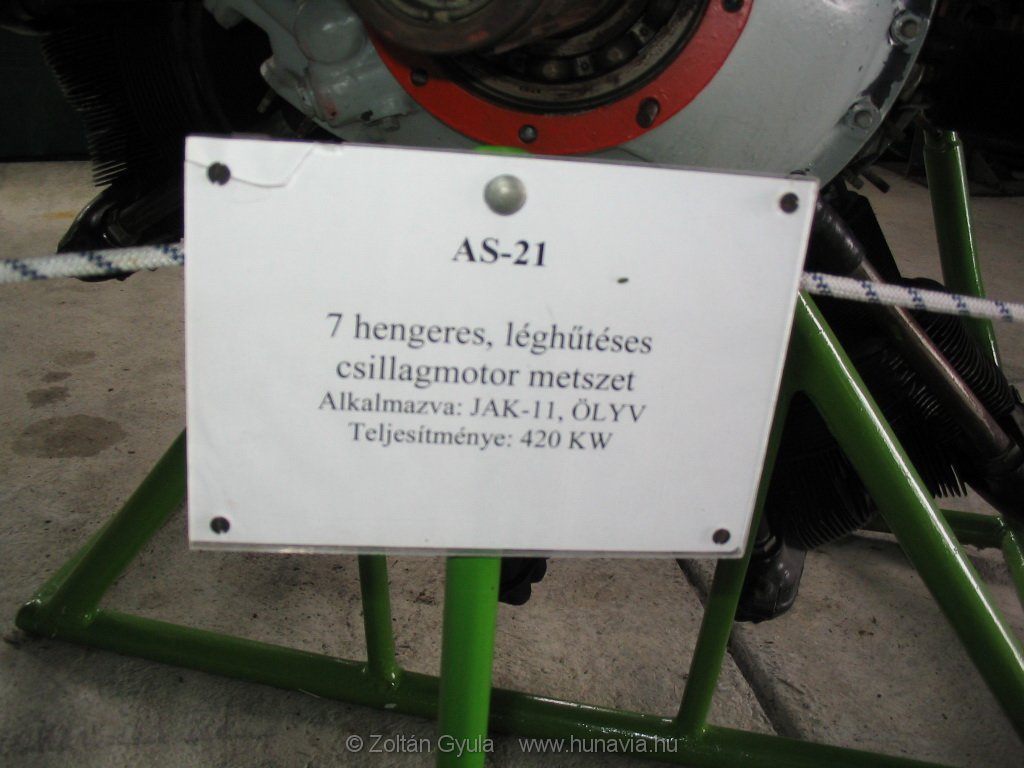 AS-21
7 hengeres, léghűtéses
csillagmotor metszet
Alkalmazva: JAK-11, ÖLYV
Teljesítménye: 420 KW
© Zoltán Gyula www.hunavia.hu